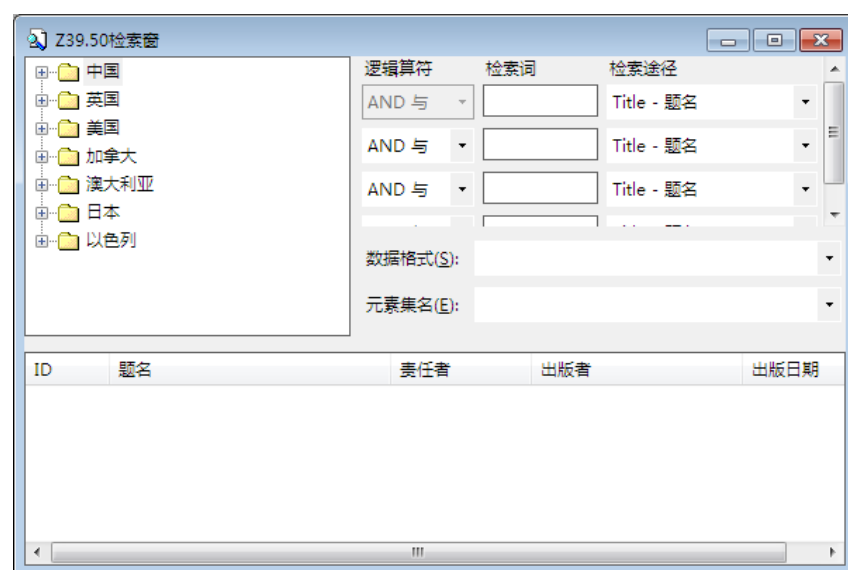 Z39.50检索窗
中国
英国
美国
加拿大
澳大利亚
日本
以色列
逻辑算符 检索词 检索途径
AND 与 Title - 题名
AND 与 Title - 题名
AND 与 Title - 题名
数据格式(S):
元素集名(E):
ID 题名 责任者 出版者 出版日期